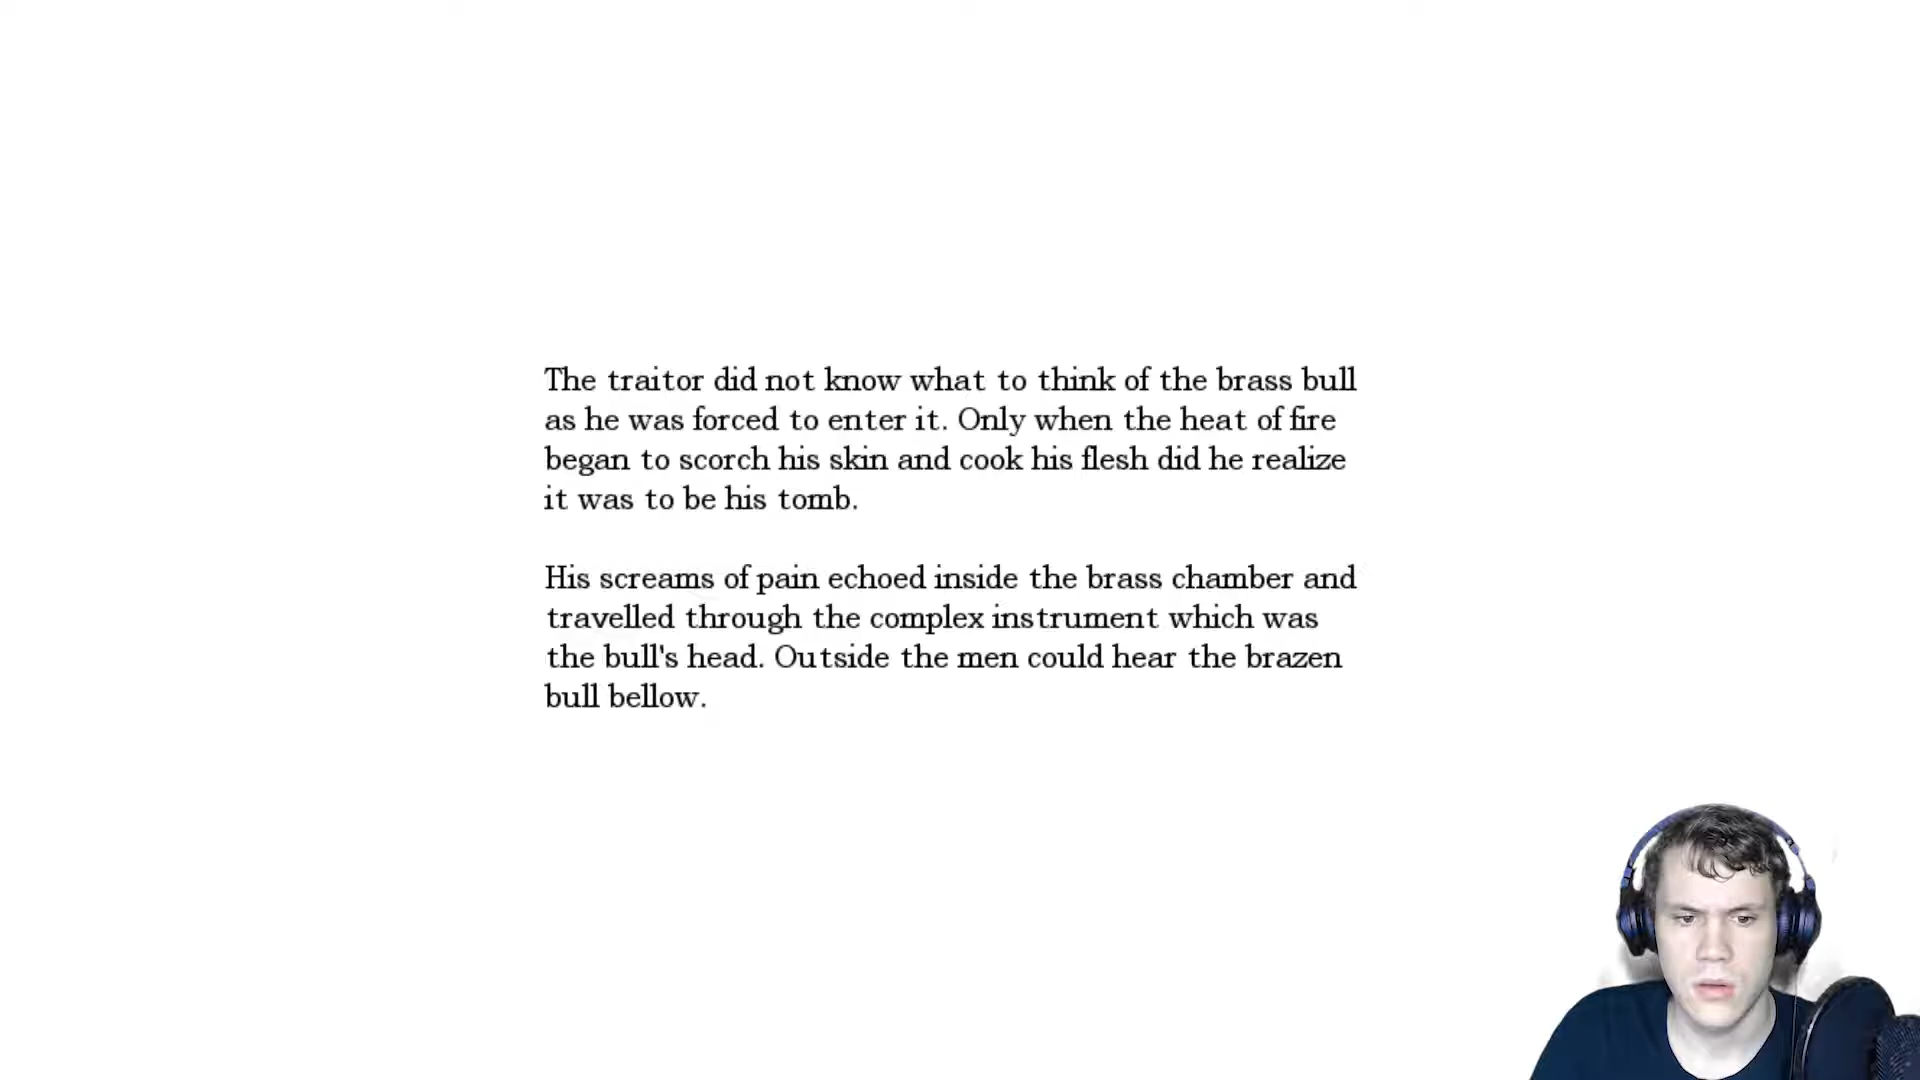 The traitor did not know what to think of the brass bull
as he was forced to enter it. Only when the heat of fire
began to scorch his skin and cook his flesh did he realize
it was to be his tomb.
His screams of pain echoed inside the brass chamber and
travelled through the complex instrument which was
the bull's head. Outside the men could hear the brazen
bull bellow.